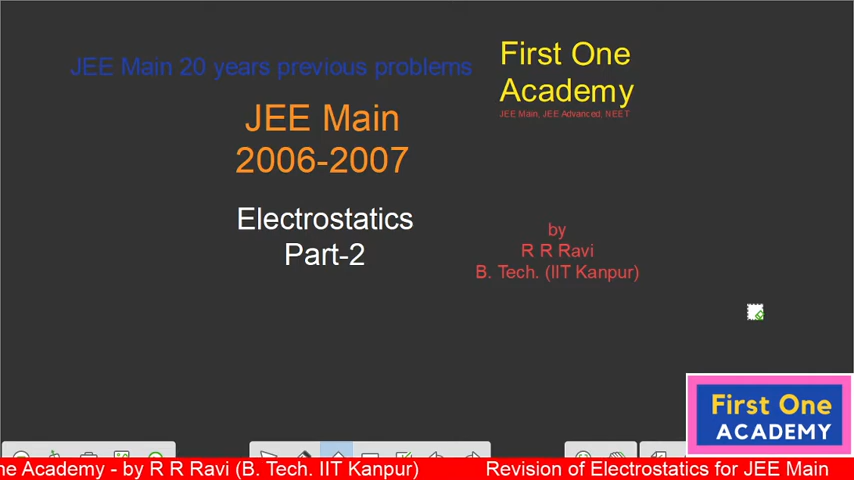 JEE Main 20 years previous problems
First One
Academy
JEE Main, JEE Advanced, NEET
JEE Main
2006-2007
Electrostatics
Part-2
by
R R Ravi
B. Tech. (IIT Kanpur)
First One
ACADEMY
ne Academy - by R R Ravi (B. Tech. IIT Kanpur) Revision of Electrostatics for JEE Main